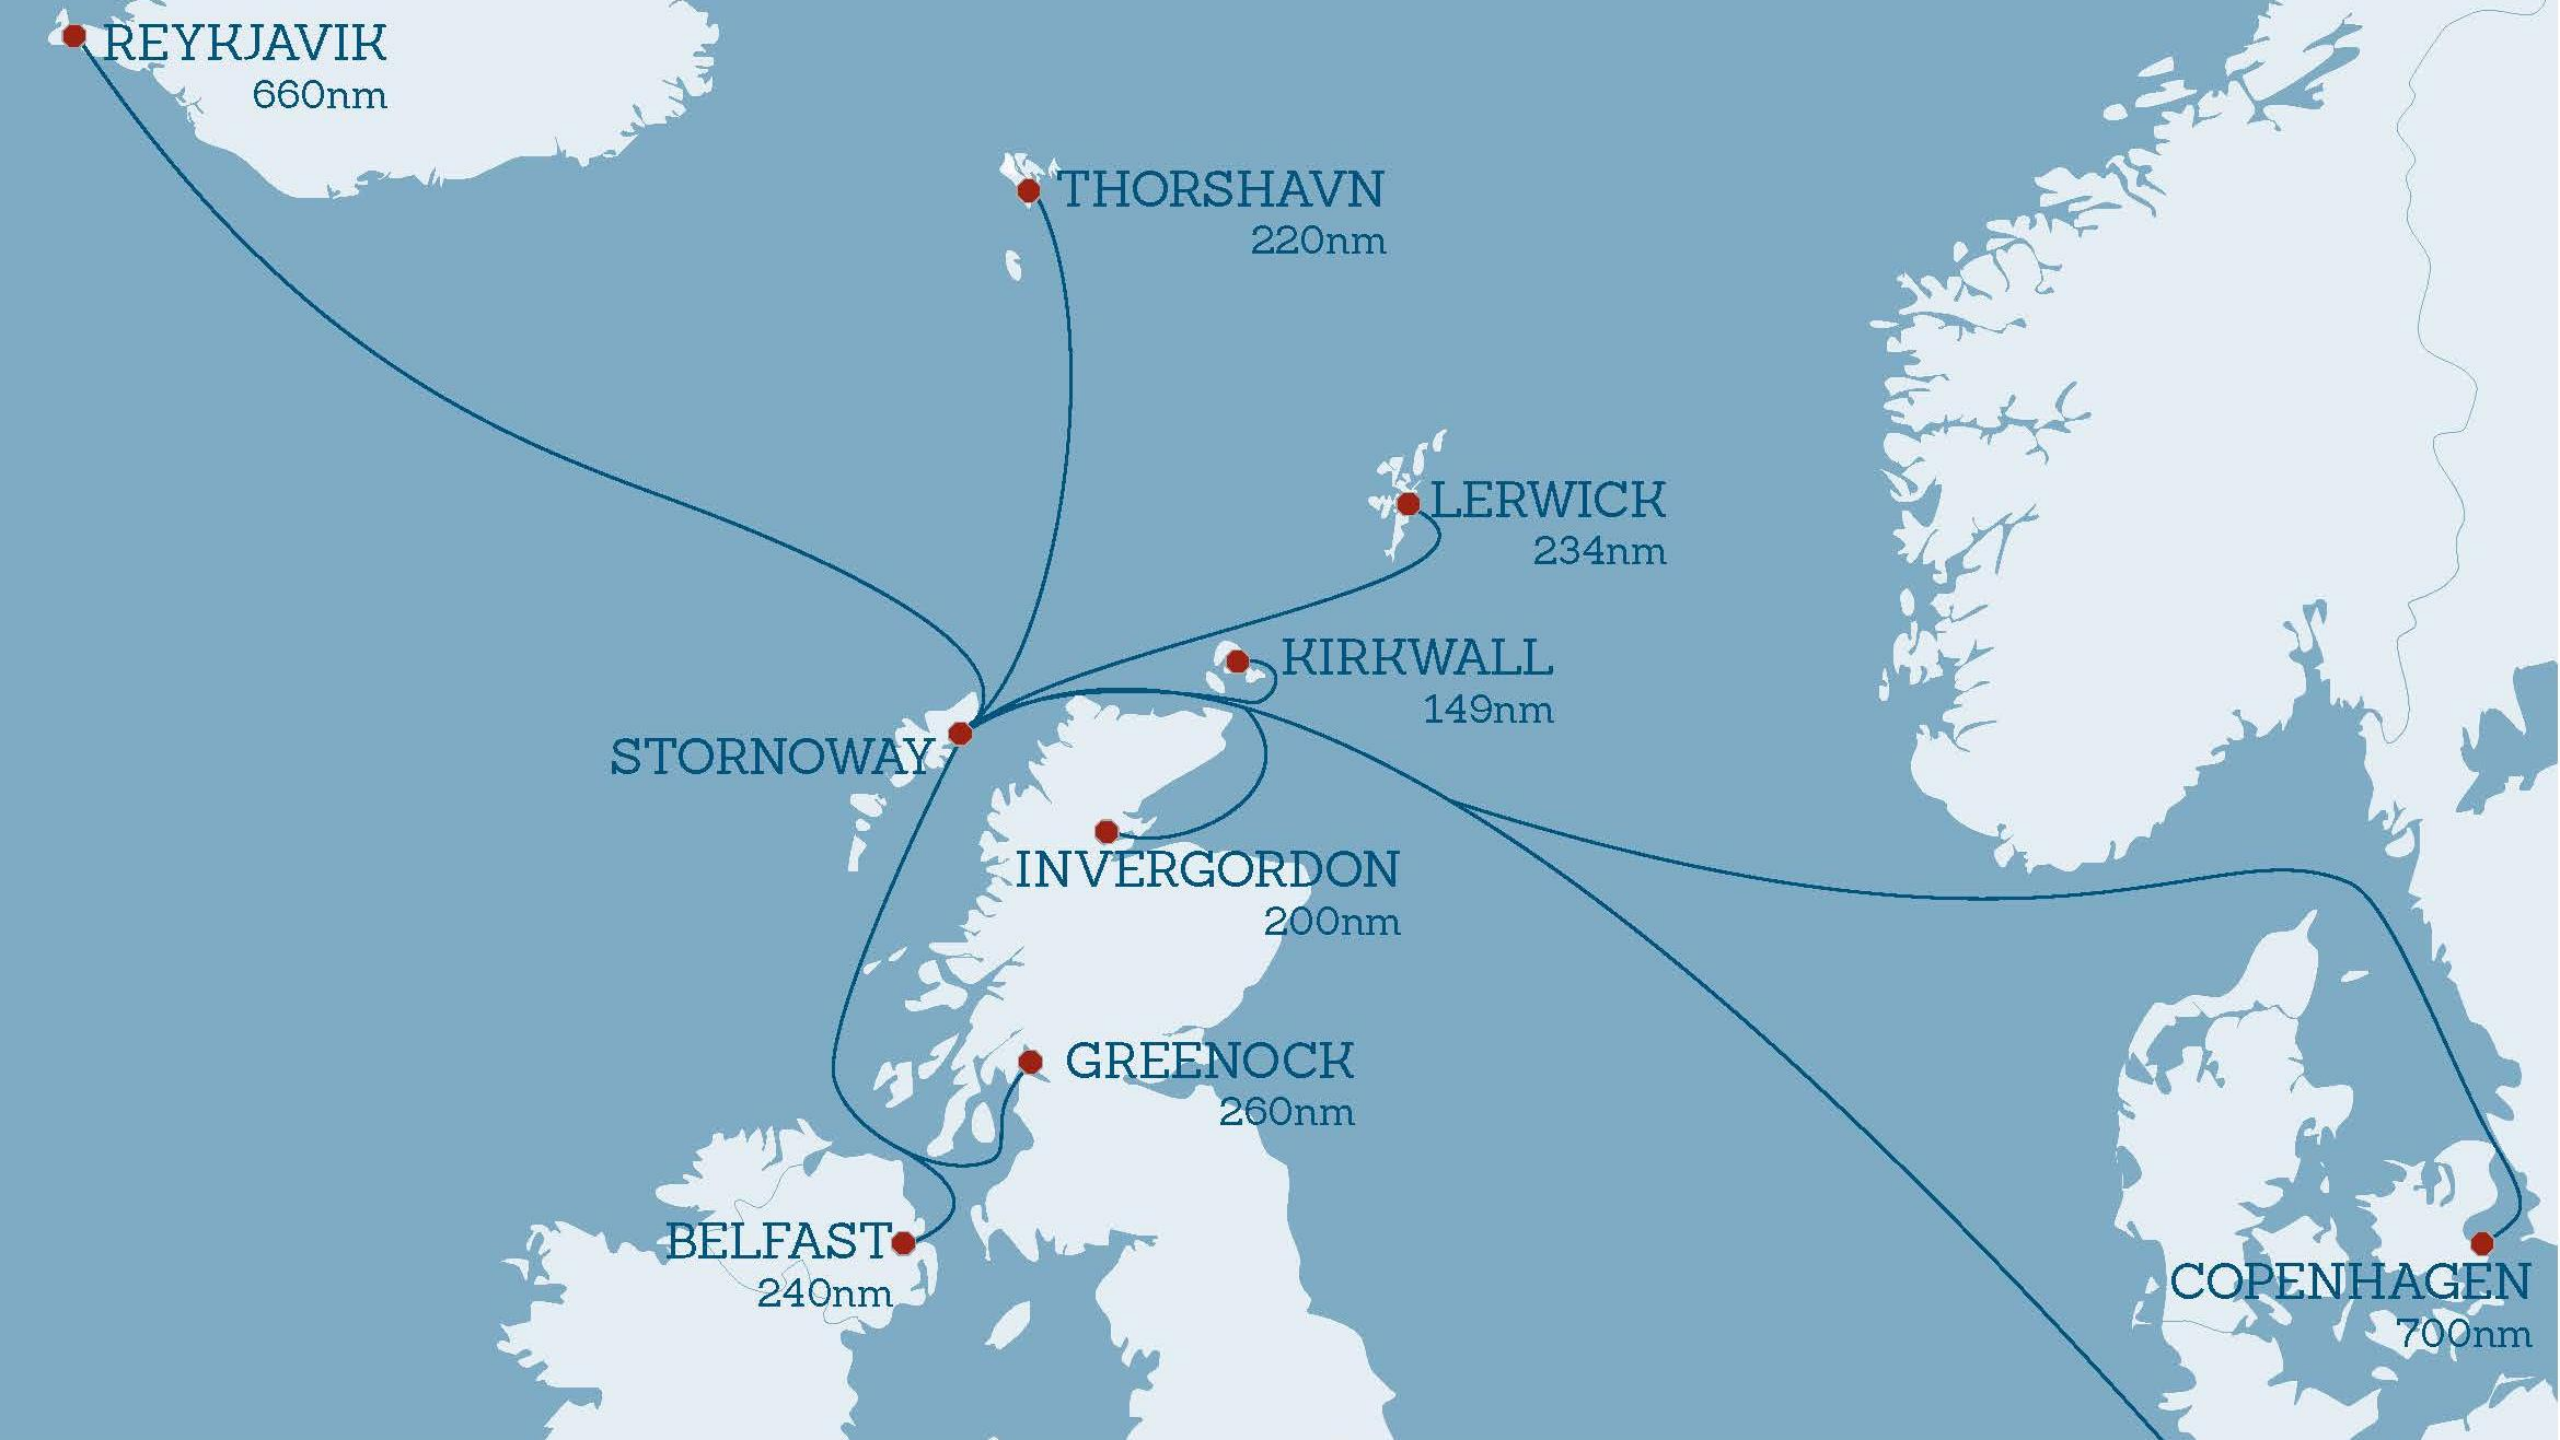 REYKJAVIK
660nm
THORSHAVN
220nm
LERWICK
234nm
KIRKWALL
149nm
STORNOWAY
INVERGORDON
200nm
GREENOCK
260nm
BELFAST
240nm
COPENHAGEN
700nm